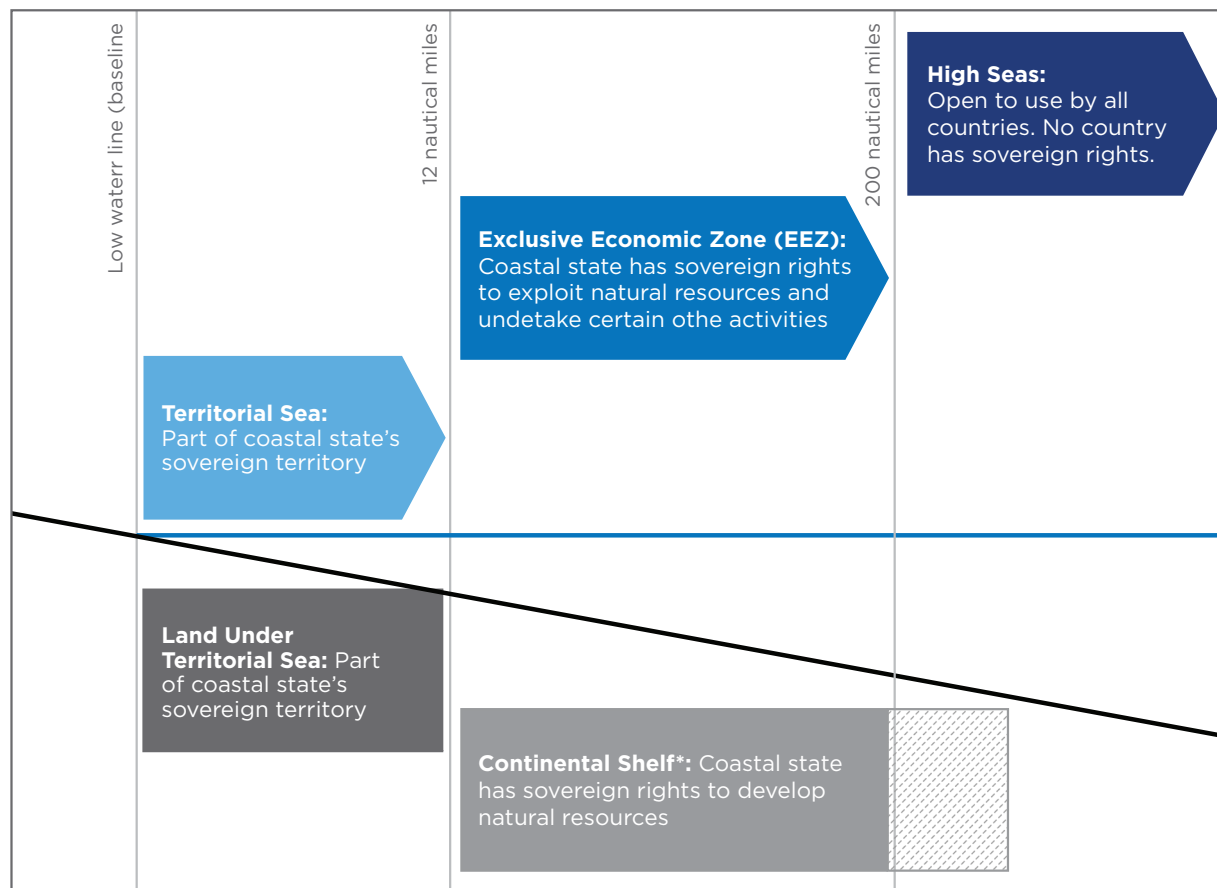 Low waterr line (baseline
12 nautical miles
200 nautical miles
High Seas:
Open to use by all
countries. No country
has sovereign rights.
Exclusive Economic Zone (EEZ):
Coastal state has sovereign rights
to exploit natural resources and
undetake certain othe activities
Territorial Sea:
Part of coastal state’s
sovereign territory
Land Under
Territorial Sea: Part
of coastal state’s
sovereign territory
Continental Shelf*: Coastal state
has sovereign rights to develop
natural resources